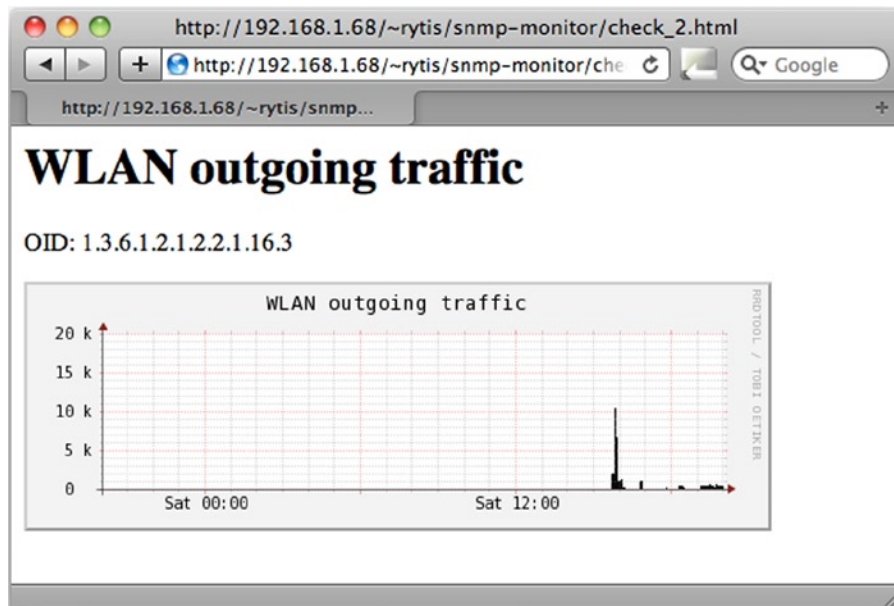 http://192.168.1.68/~rytis/snmp-monitor/check_2.html
http://192.168.1.68/~rytis/snmp-monitor/che
Google
http://192.168.1.68/~rytis/snmp...
WLAN outgoing traffic
OID: 1.3.6.1.2.1.2.2.1.16.3
WLAN outgoing traffic
RRDTOOL / TOBI OETIKER
20 k
15 k
10 k
5 k
0
Sat 00:00 Sat 12:00